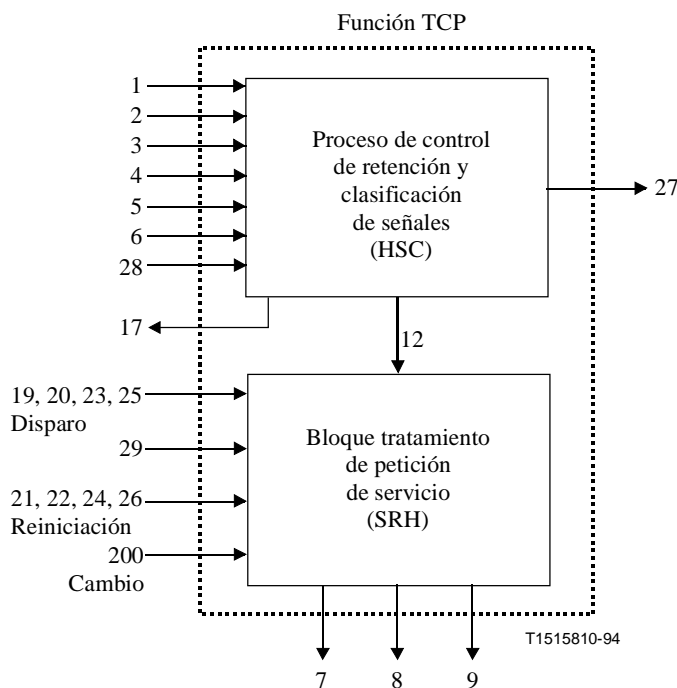 Función TCP
1
2
3
4
5
6
28
Proceso de control
de retención y
clasificación
de señales
(HSC)
27
17
12
19, 20, 23, 25
Disparo
29
21, 22, 24, 26
Reiniciación
200
Cambio
Bloque tratamiento
de petición
de servicio
(SRH)
T1515810-94
7
8
9